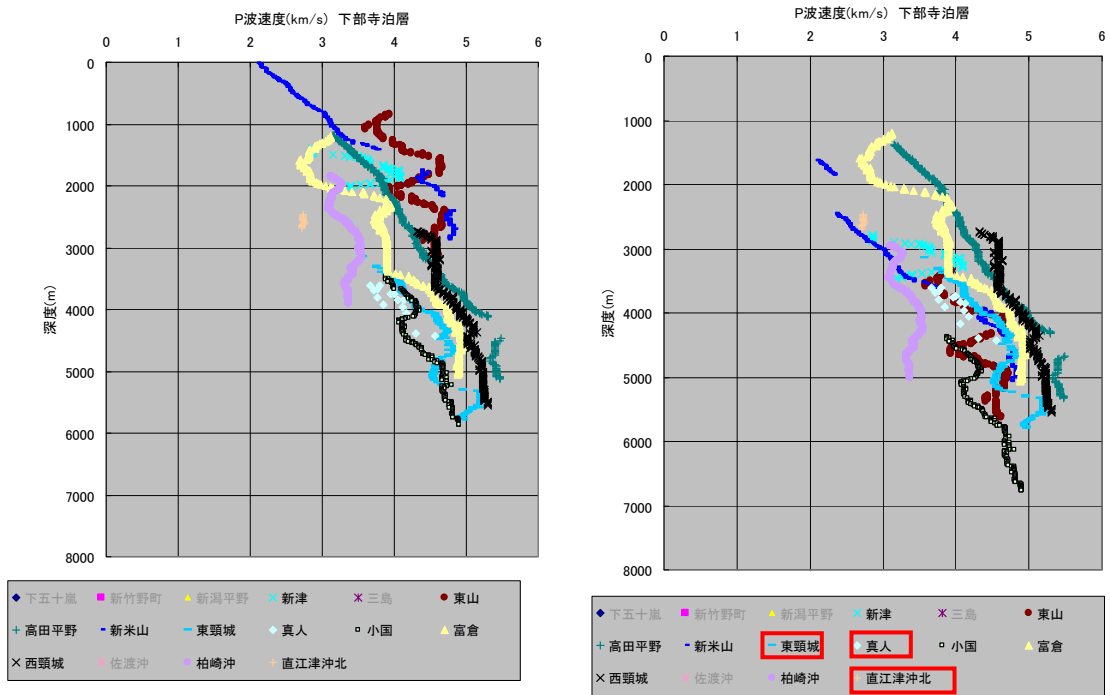 P波速度(km/s) 下部寺泊層
0 1 2 3 4 5 6
0
1000
2000
3000
4000
5000
6000
7000
8000
深度(m)
下五十嵐 新竹野町 新潟平野 新津 三島 東山
高田平野 新米山 東頸城 真人 小国 富倉
西頸城 佐渡沖 柏崎沖 直江津沖北
P波速度(km/s) 下部寺泊層
0 1 2 3 4 5 6
0
1000
2000
3000
4000
5000
6000
7000
8000
深度(m)
下五十嵐 新竹野町 新潟平野 新津 三島 東山
高田平野 新米山 東頸城 真人 小国 富倉
西頸城 佐渡沖 柏崎沖 直江津沖北